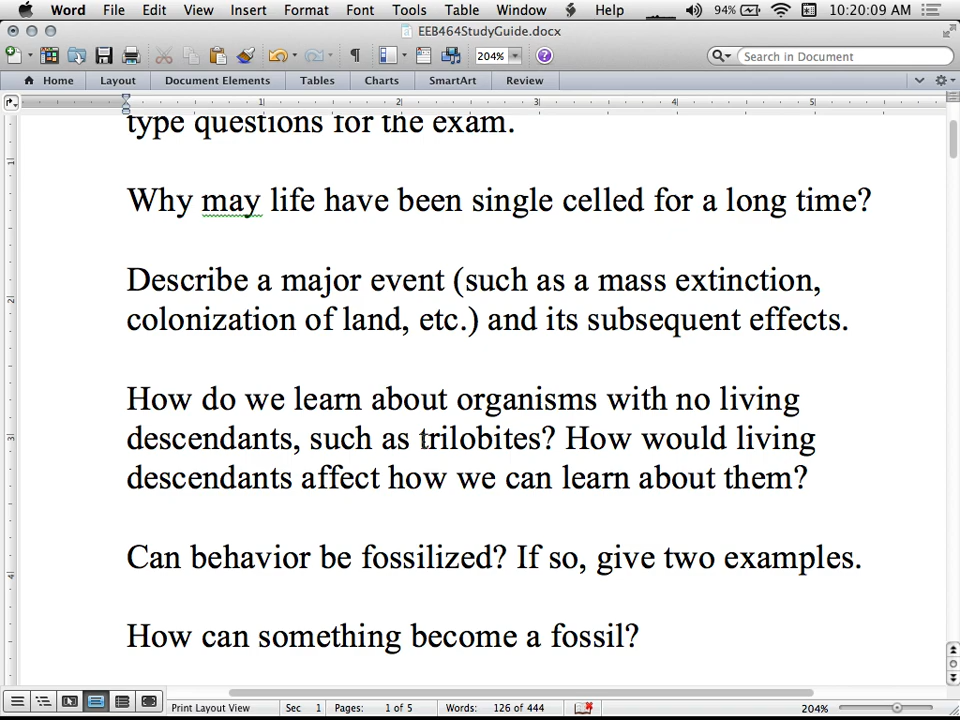 Word File Edit View Insert Format Font Tools Table Window Help 94% 10:20:09 AM
EEB464StudyGuide.docx
204% Search in Document
Home Layout Document Elements Tables Charts SmartArt Review
1 2 3 4 5
type questions for the exam.
Why may life have been single celled for a long time?
Describe a major event (such as a mass extinction,
colonization of land, etc.) and its subsequent effects.
How do we learn about organisms with no living
descendants, such as trilobites? How would living
descendants affect how we can learn about them?
Can behavior be fossilized? If so, give two examples.
How can something become a fossil?
Print Layout View Sec 1 Pages: 1 of 5 Words: 126 of 444 204%